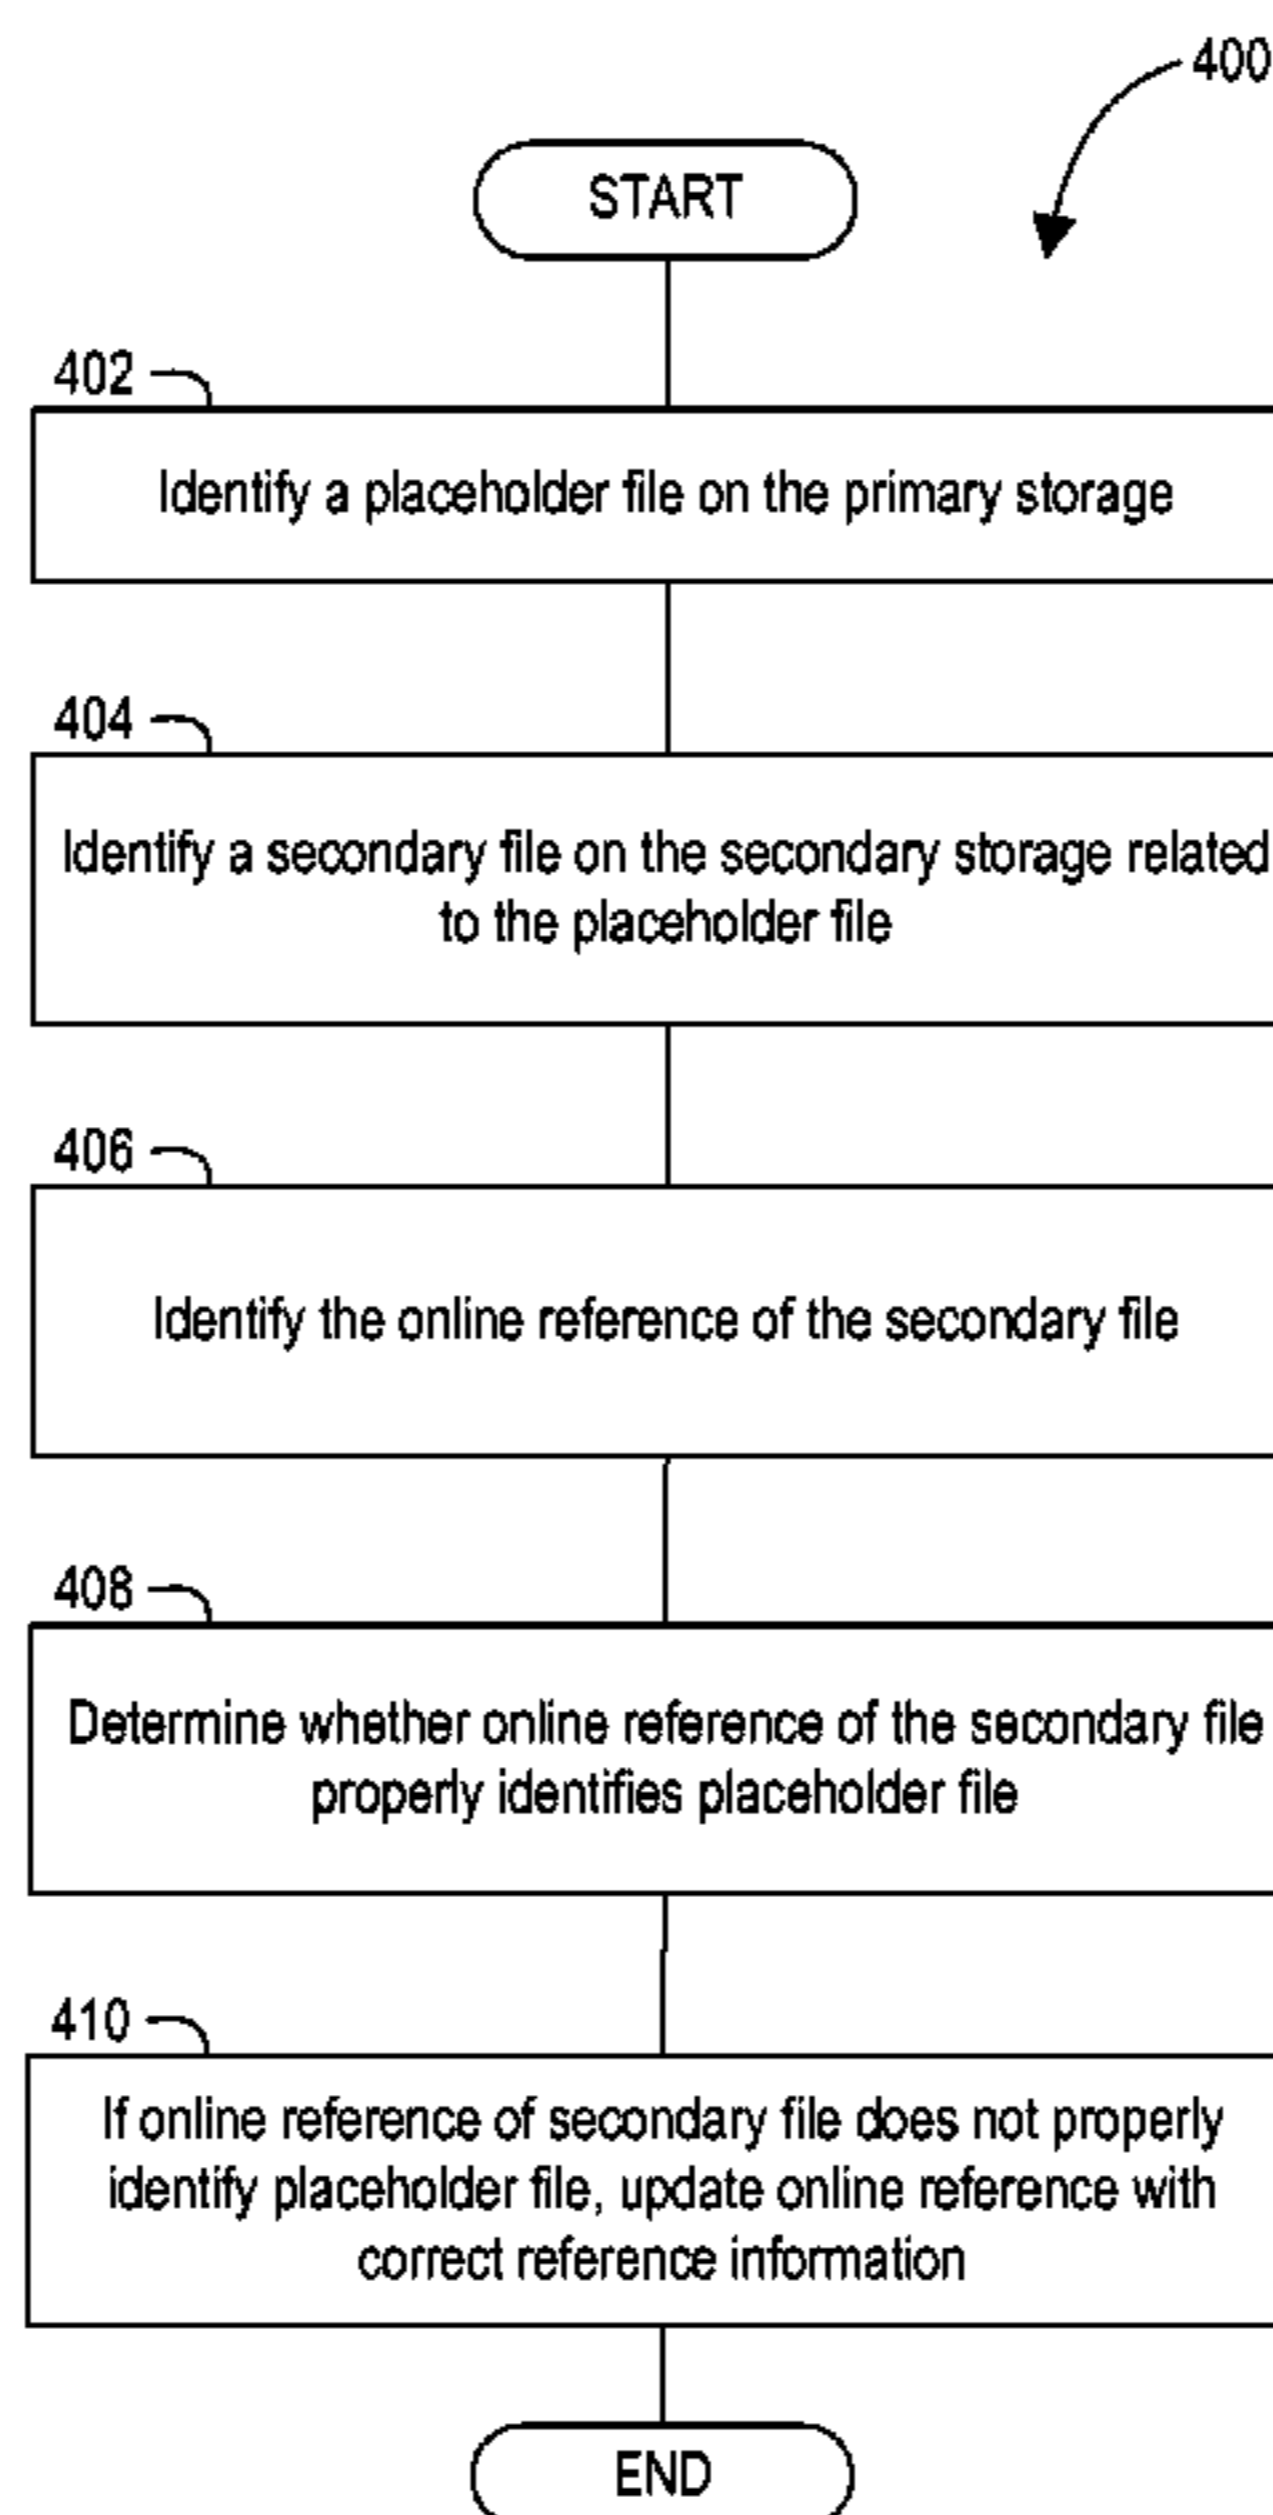 400
START
402
Identify a placeholder file on the primary storage
404
Identify a secondary file on the secondary storage related
to the placeholder file
406
Identify the online reference of the secondary file
408
Determine whether online reference of the secondary file
properly identifies placeholder file
410
If online reference of secondary file does not properly
identify placeholder file, update online reference with
correct reference information
END